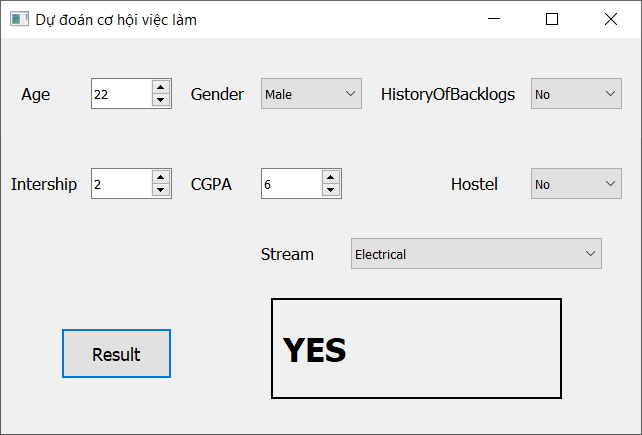 Dự đoán cơ hội việc làm
Age 22 Gender Male HistoryOfBacklogs No
Intership 2 CGPA 6 Hostel No
Stream Electrical
Result YES